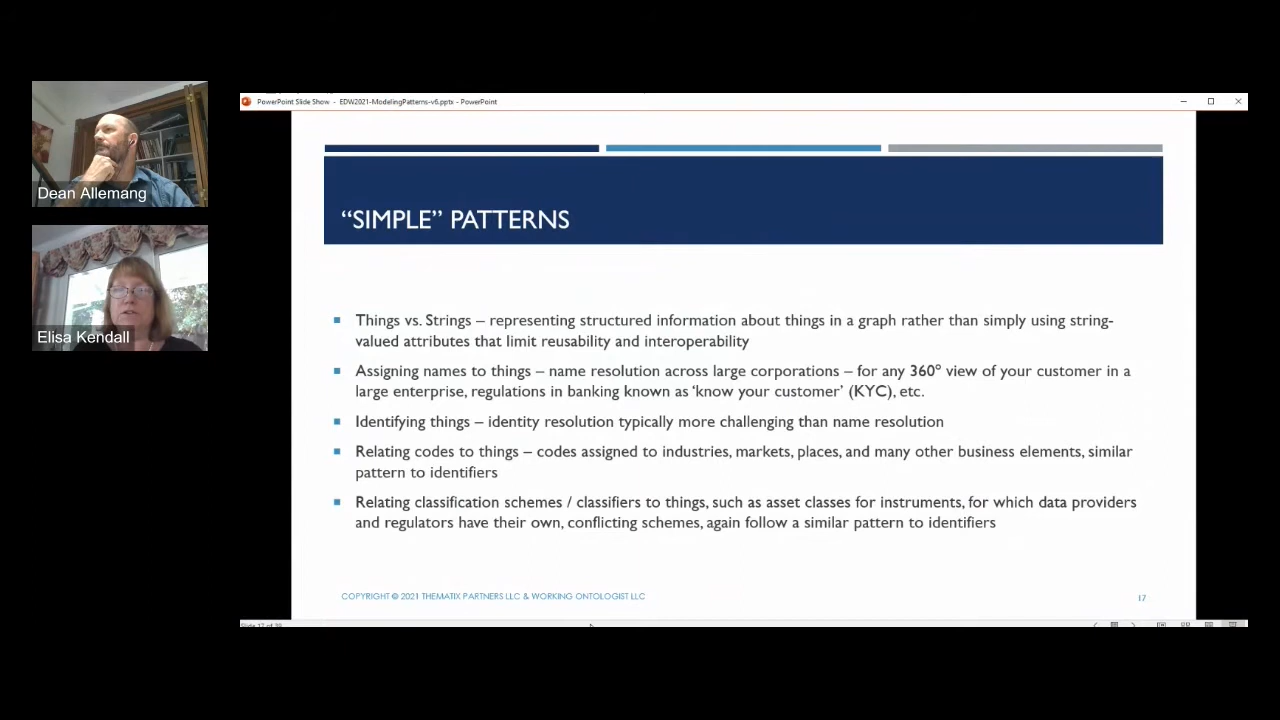 PowerPoint Slide Show - EDW2021-ModelingPatterns-v6.pptx - PowerPoint
Dean Allemang
Elisa Kendall
“SIMPLE” PATTERNS
Things vs. Strings – representing structured information about things in a graph rather than simply using string-
valued attributes that limit reusability and interoperability
Assigning names to things – name resolution across large corporations – for any 360° view of your customer in a
large enterprise, regulations in banking known as ‘know your customer’ (KYC), etc.
Identifying things – identity resolution typically more challenging than name resolution
Relating codes to things – codes assigned to industries, markets, places, and many other business elements, similar
pattern to identifiers
Relating classification schemes / classifiers to things, such as asset classes for instruments, for which data providers
and regulators have their own, conflicting schemes, again follow a similar pattern to identifiers
COPYRIGHT © 2021 THEMATIX PARTNERS LLC & WORKING ONTOLOGIST LLC
17